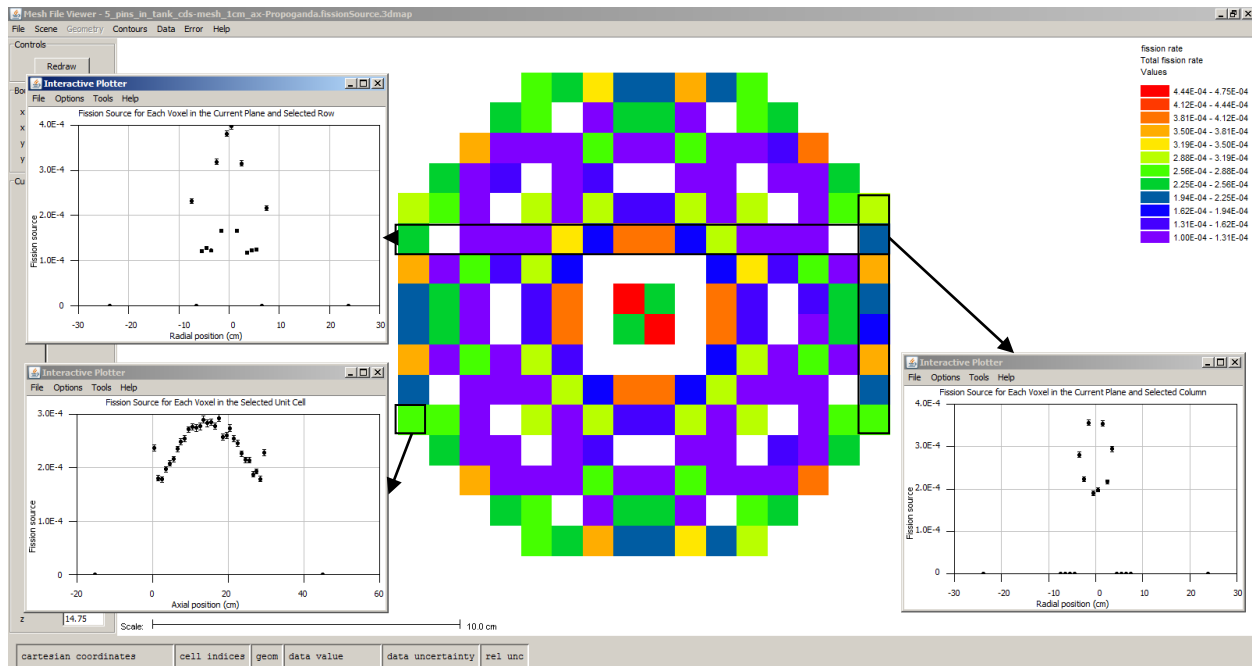 Mesh File Viewer - 5_pins_in_tank_cds-mesh_1cm_ax-Propoganda.fissionSource.3dmap
File Scene Geometry Contours Data Error Help
Controls
Redraw
Bou
x
x
y
y
Cu
z 14.75
Interactive Plotter
File Options Tools Help
Fission Source for Each Voxel in the Current Plane and Selected Row
4.0E-4
3.0E-4
2.0E-4
1.0E-4
0
Fission source
-30 -20 -10 0 10 20 30
Radial position (cm)
Interactive Plotter
File Options Tools Help
Fission Source for Each Voxel in the Selected Unit Cell
3.0E-4
2.0E-4
1.0E-4
0
Fission source
-20 0 20 40 60
Axial position (cm)
Scale: 10.0 cm
fission rate
Total fission rate
Values
4.44E-04 - 4.75E-04
4.12E-04 - 4.44E-04
3.81E-04 - 4.12E-04
3.50E-04 - 3.81E-04
3.19E-04 - 3.50E-04
2.88E-04 - 3.19E-04
2.56E-04 - 2.88E-04
2.25E-04 - 2.56E-04
1.94E-04 - 2.25E-04
1.62E-04 - 1.94E-04
1.31E-04 - 1.62E-04
1.00E-04 - 1.31E-04
Interactive Plotter
File Options Tools Help
Fission Source for Each Voxel in the Current Plane and Selected Column
4.0E-4
3.0E-4
2.0E-4
1.0E-4
0
Fission source
-30 -20 -10 0 10 20 30
Radial position (cm)
cartesian coordinates cell indices geom data value data uncertainty rel unc